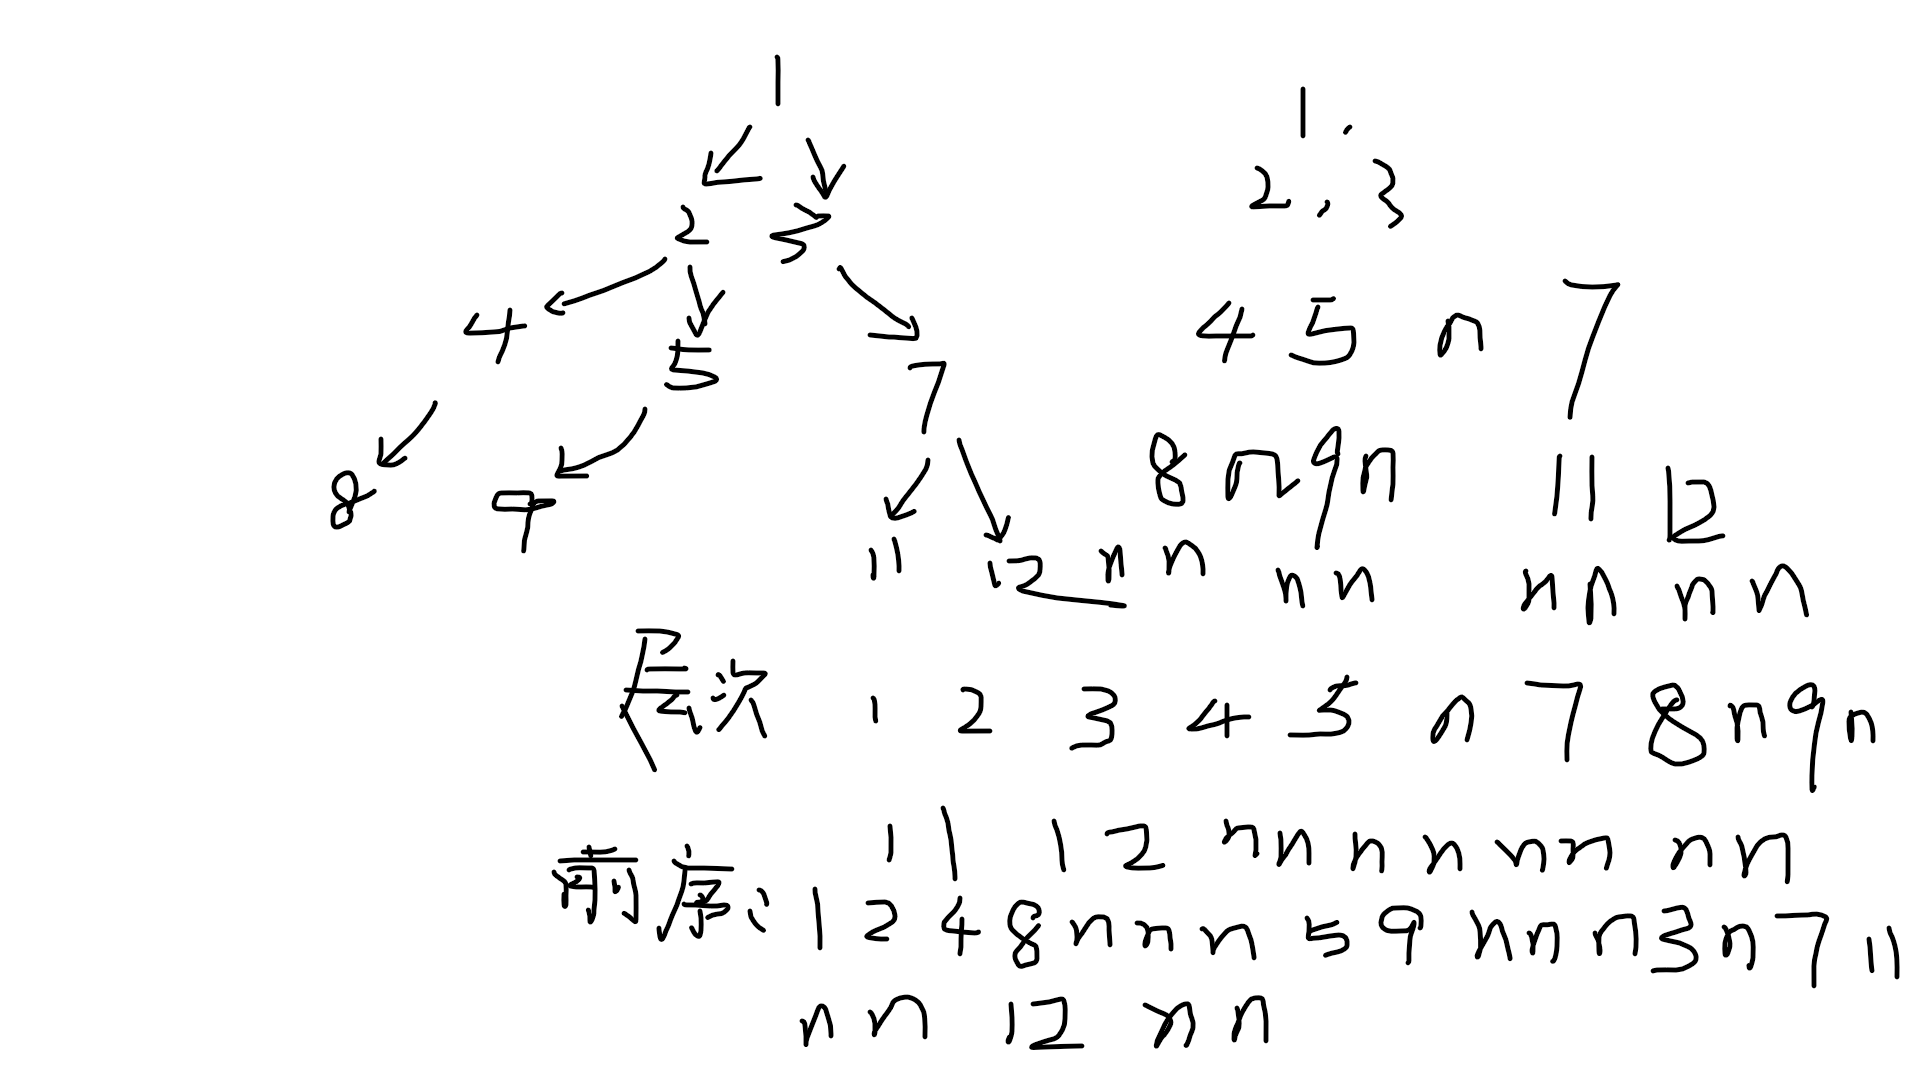 1
2 3
4 5 7
8 9 11 12
1 .
2 , 3
4 5 n 7
8 n 9 n 11 12
n n n n n n n n
层次 1 2 3 4 5 n 7 8 n 9 n
11 12 n n n n n n n n
前序: 1 2 4 8 n n n 5 9 n n n 3 n 7 11
n n 12 n n